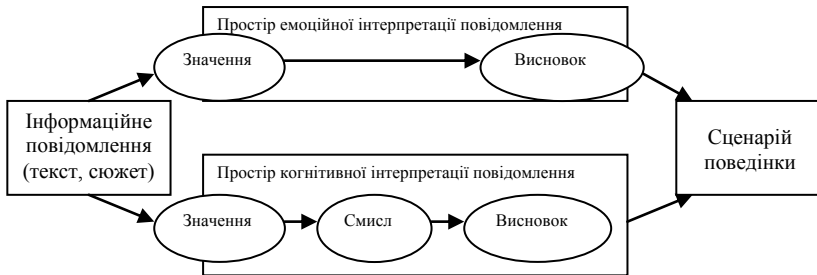 Простір емоційної інтерпретації повідомлення
Значення
Висновок
Інформаційне
повідомлення
(текст, сюжет)
Сценарій
поведінки
Простір когнітивної інтерпретації повідомлення
Значення
Смисл
Висновок